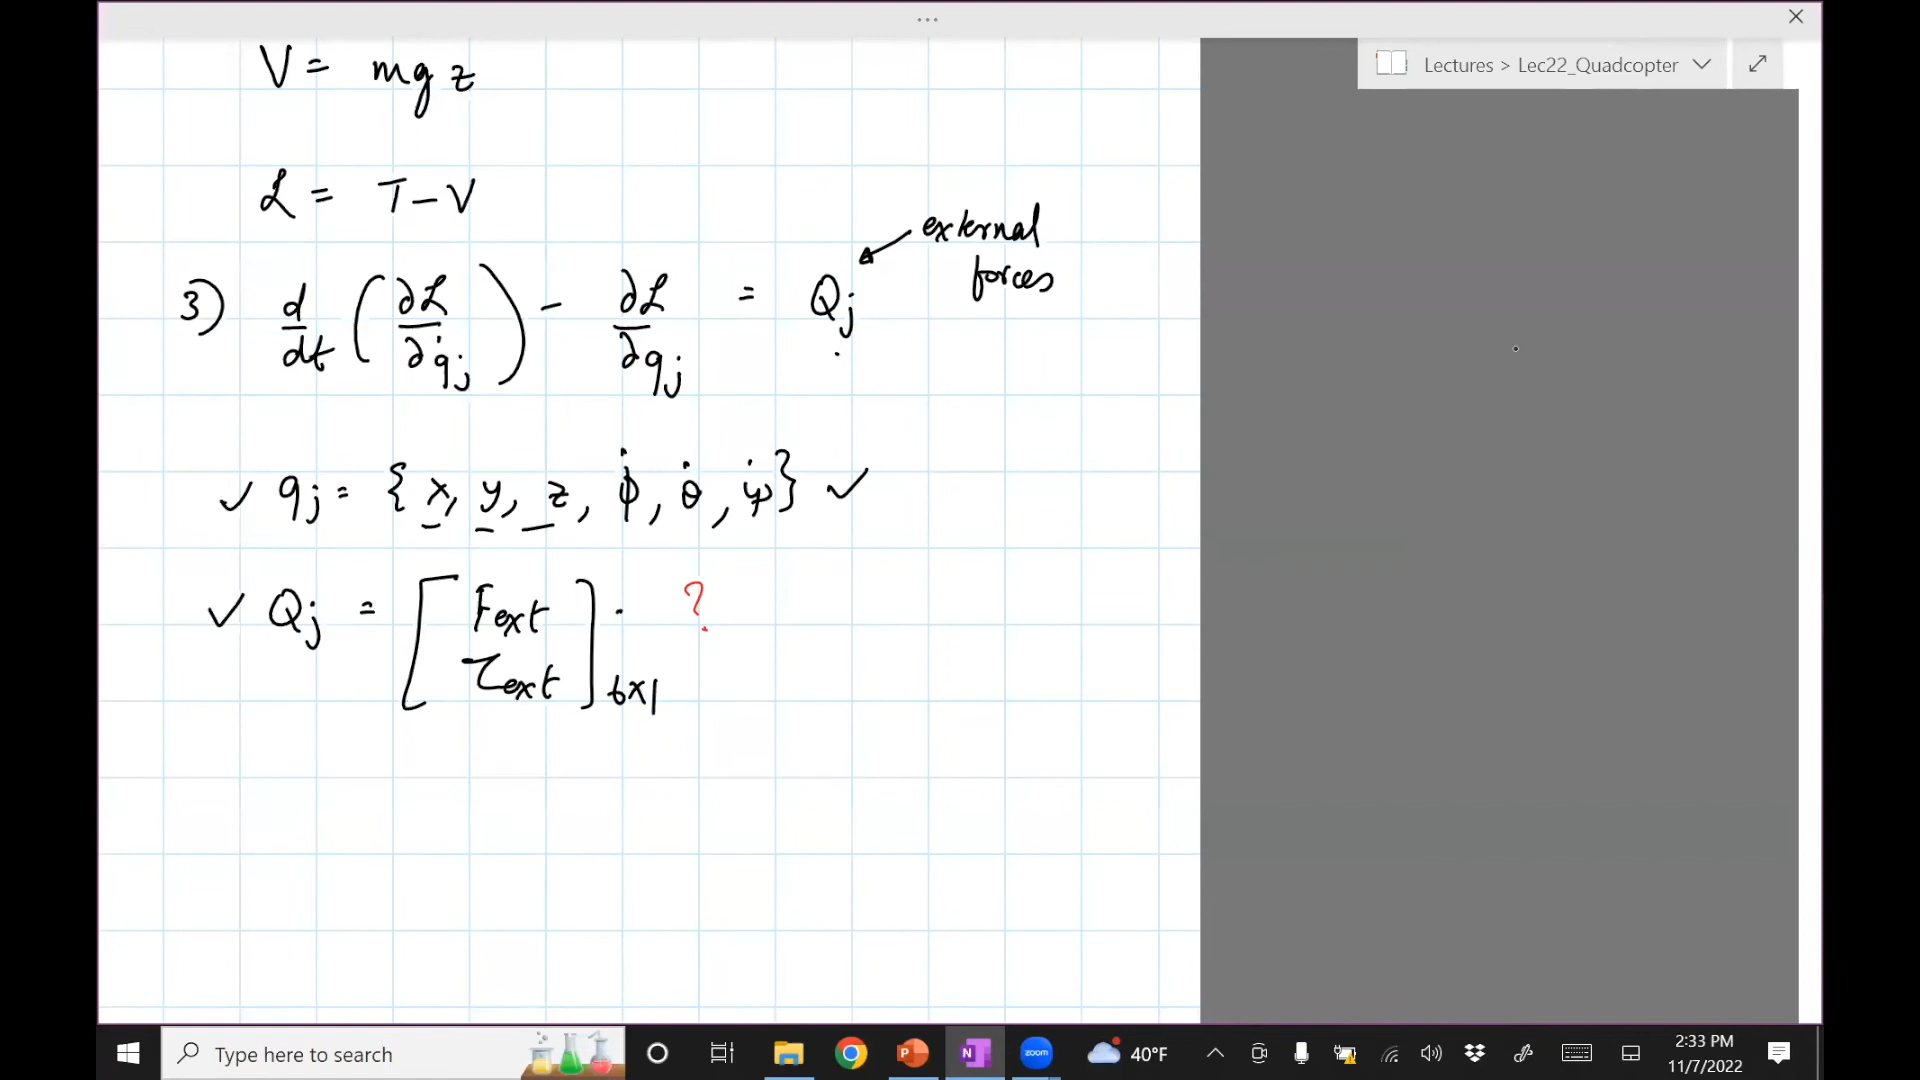 ...
Lectures > Lec22_Quadcopter
V = mgz
ℒ = T - V
external
forces
3) d/dt (∂ℒ/∂q̇j) - ∂ℒ/∂qj = Qj
✓ qj = {x, y, z, ϕ̇, θ̇, ψ̇} ✓
✓ Qj = [Fext ?
τext] 6x1
Type here to search
zoom
40°F
2:33 PM
11/7/2022